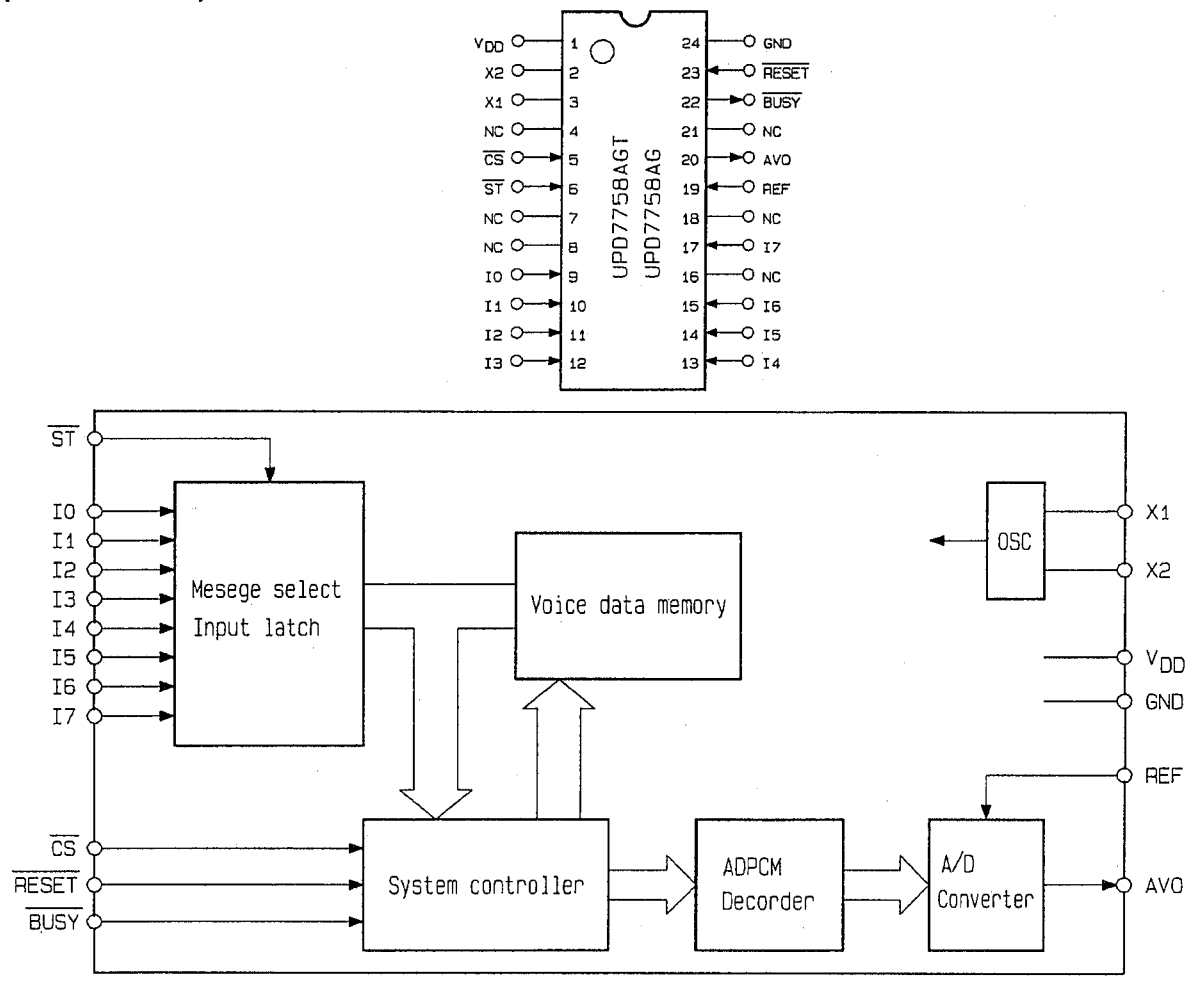 VDD 1 24 GND
X2 2 23 RESET
X1 3 22 BUSY
NC 4 21 NC
CS 5 20 AVO
ST 6 19 REF
NC 7 18 NC
NC 8 17 I7
I0 9 16 NC
I1 10 15 I6
I2 11 14 I5
I3 12 13 I4
UPD7758AGT
UPD7758AG
ST
I0
I1
I2
I3
I4
I5
I6
I7
Mesege select
Input latch
Voice data memory
OSC
X1
X2
VDD
GND
REF
CS
RESET
BUSY
System controller
ADPCM
Decorder
A/D
Converter
AVO